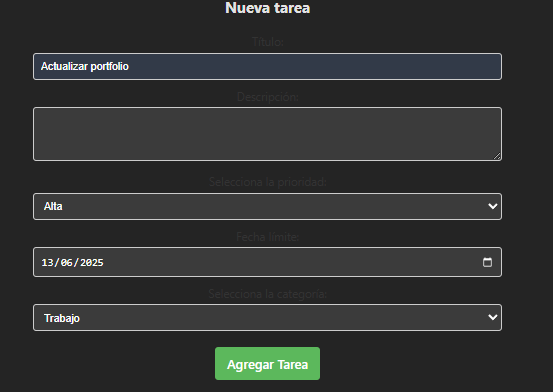 Nueva tarea
Título:
Actualizar portfolio
Descripción:
Selecciona la prioridad:
Alta
Fecha límite:
13/06/2025
Selecciona la categoría:
Trabajo
Agregar Tarea